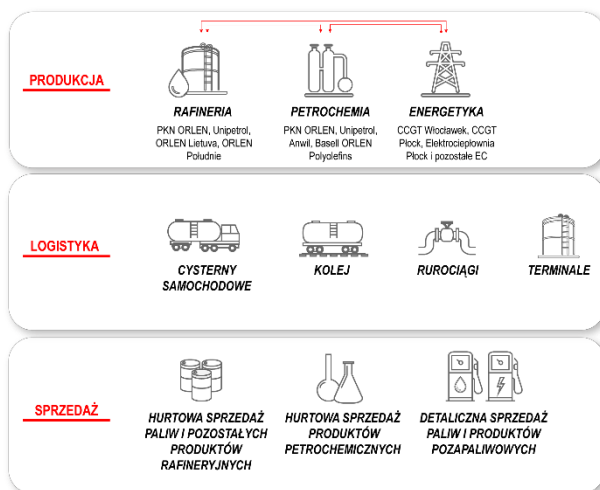 PRODUKCJA
RAFINERIA
PKN ORLEN, Unipetrol,
ORLEN Lietuva, ORLEN
Południe
PETROCHEMIA
PKN ORLEN, Unipetrol,
Anwil, Basell ORLEN
Polyolefins
ENERGETYKA
CCGT Włocławek, CCGT
Płock, Elektrociepłownia
Płock i pozostałe EC
LOGISTYKA
CYSTERNY
SAMOCHODOWE
KOLEJ
RUROCIĄGI
TERMINALE
SPRZEDAŻ
HURTOWA SPRZEDAŻ
PALIW I POZOSTAŁYCH
PRODUKTÓW
RAFINERYJNYCH
HURTOWA SPRZEDAŻ
PRODUKTÓW
PETROCHEMICZNYCH
DETALICZNA SPRZEDAŻ
PALIW I PRODUKTÓW
POZAPALIWOWYCH